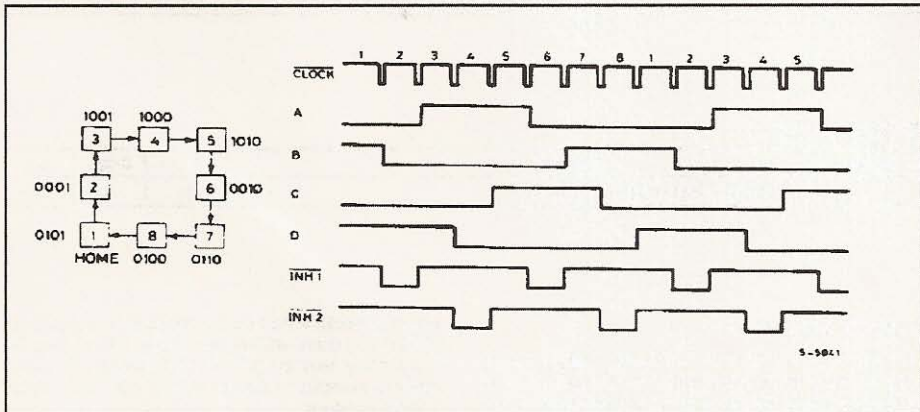 1001 1000
3 4 5 1010
0001 2 6 0010
0101 1 8 7
HOME 0100 0110
1 2 3 4 5 6 7 8 1 2 3 4 5
CLOCK
A
B
C
D
INH 1
INH 2
S-5841